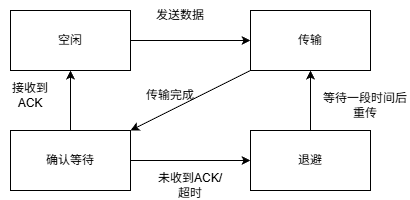 发送数据
空闲
传输
接收到
ACK
传输完成
等待一段时间后
重传
确认等待
退避
未收到ACK/
超时